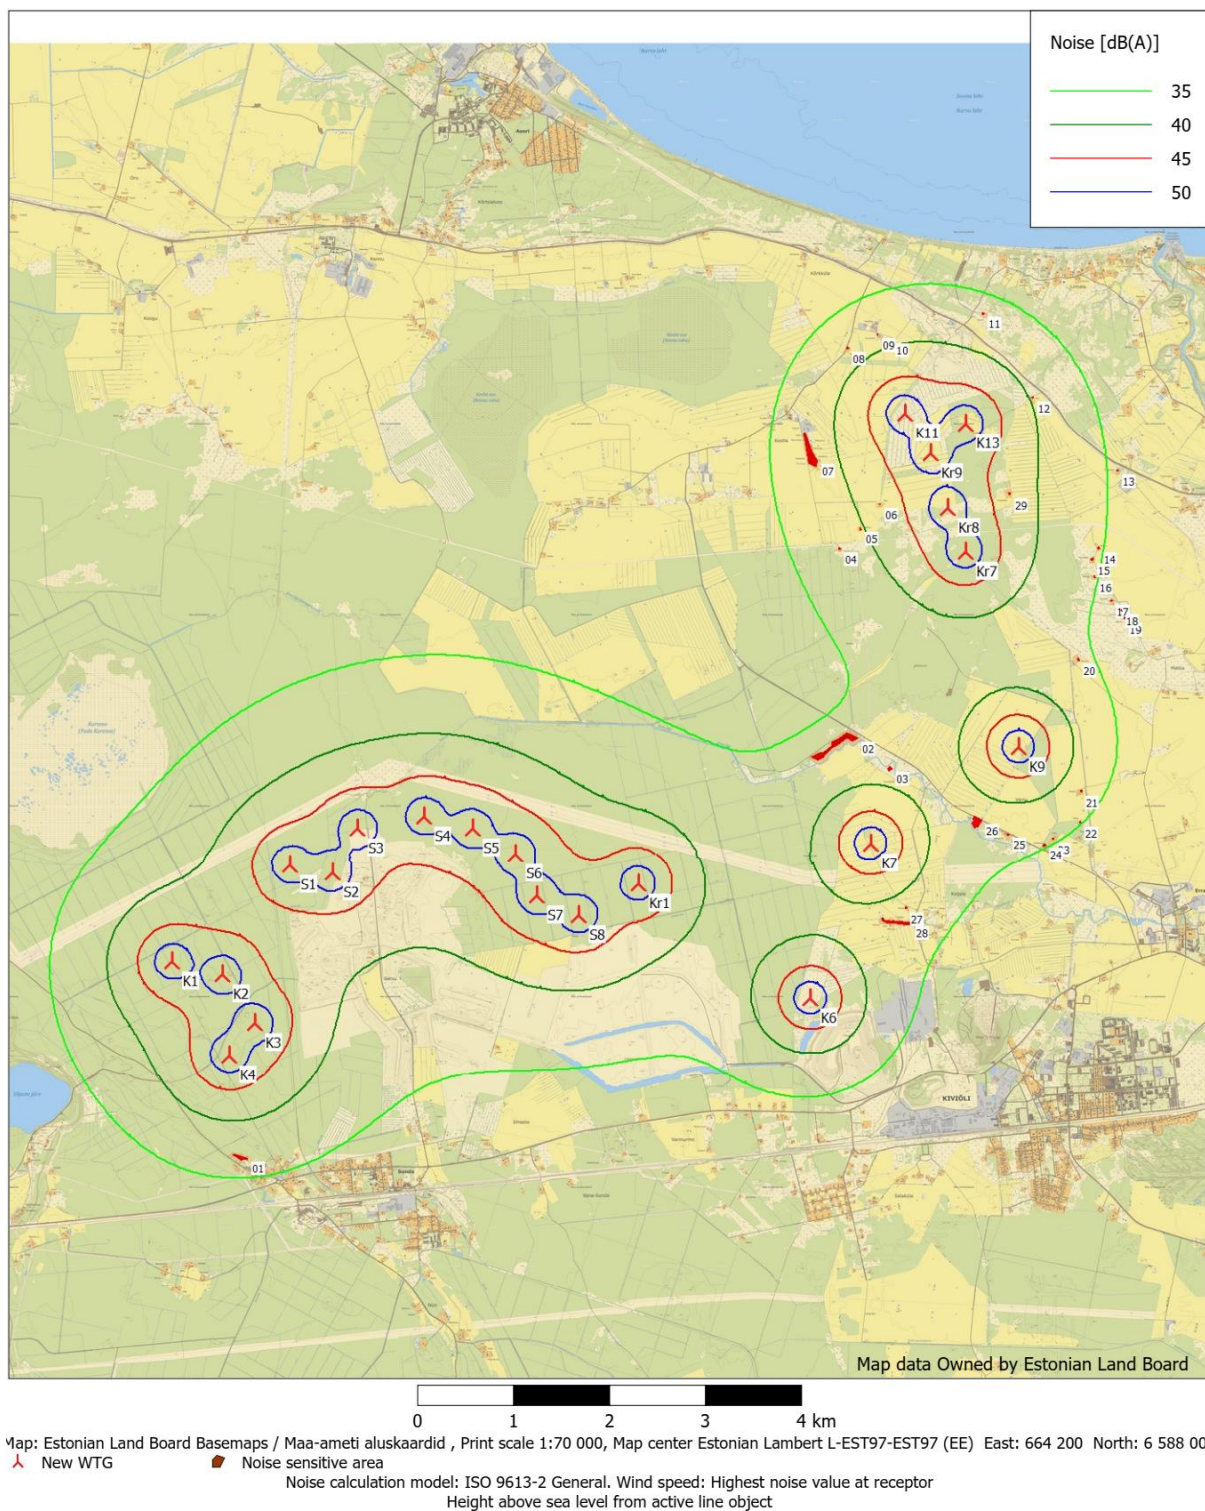 Noise [dB(A)]
35
40
45
50
Aseri
11
09
10
08
12
K11
K13
Kr9
07
13
29
06
Kr8
05
04
Kr7
14
15
16
17
18
19
20
02
K9
03
21
S4
S3
S5
26
22
25
23
24
K7
S6
S1
S2
Kr1
S7
S8
27
28
K1
K2
K6
K3
K4
KIVIÕLI
01
Sonda
Map data Owned by Estonian Land Board
0 1 2 3 4 km
Map: Estonian Land Board Basemaps / Maa-ameti aluskaardid , Print scale 1:70 000, Map center Estonian Lambert L-EST97-EST97 (EE) East: 664 200 North: 6 588 00
New WTG Noise sensitive area
Noise calculation model: ISO 9613-2 General. Wind speed: Highest noise value at receptor
Height above sea level from active line object